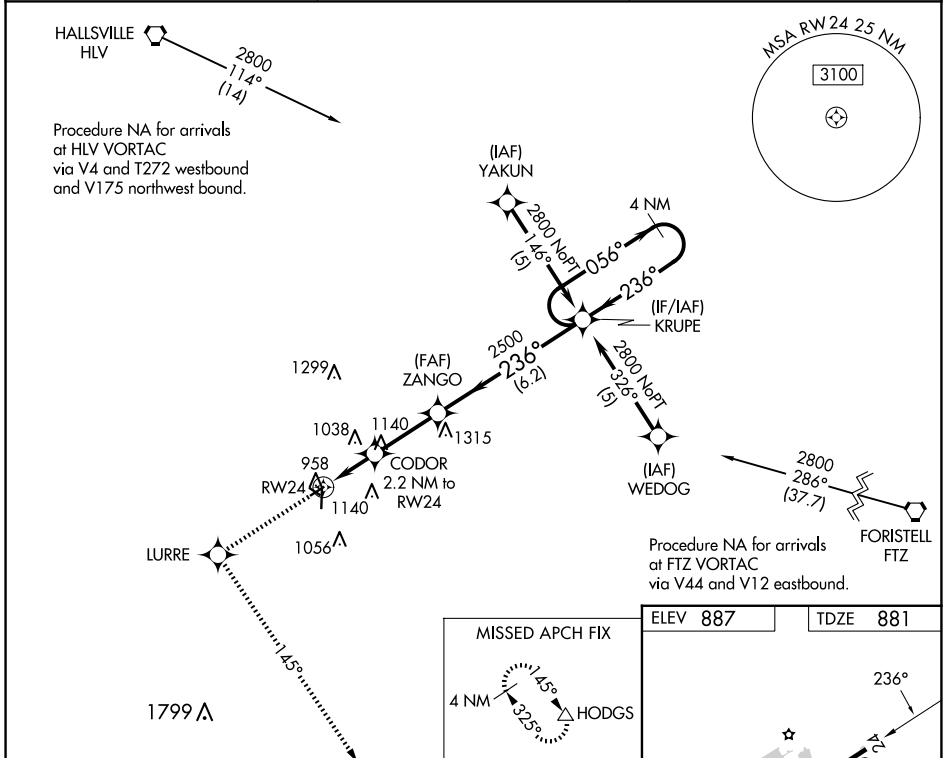 HALLSVILLE
HLV
2800
114°
(14)
Procedure NA for arrivals
at HLV VORTAC
via V4 and T272 westbound
and V175 northwest bound.
MSA RW24 25 NM
3100
(IAF)
YAKUN
2800 NoPT
146°
(5)
4 NM
056°
236°
(IF/IAF)
KRUPE
2500
236°
(6.2)
(FAF)
ZANGO
2800 NoPT
326°
(5)
(IAF)
WEDOG
1299
1038
1140
1315
958
RW24
CODOR
2.2 NM to
RW24
1140
1056
LURRE
145°
1799
2800
286°
(37.7)
FORISTELL
FTZ
Procedure NA for arrivals
at FTZ VORTAC
via V44 and V12 eastbound.
MISSED APCH FIX
4 NM
145°
325°
HODGS
ELEV 887
TDZE 881
236°
24